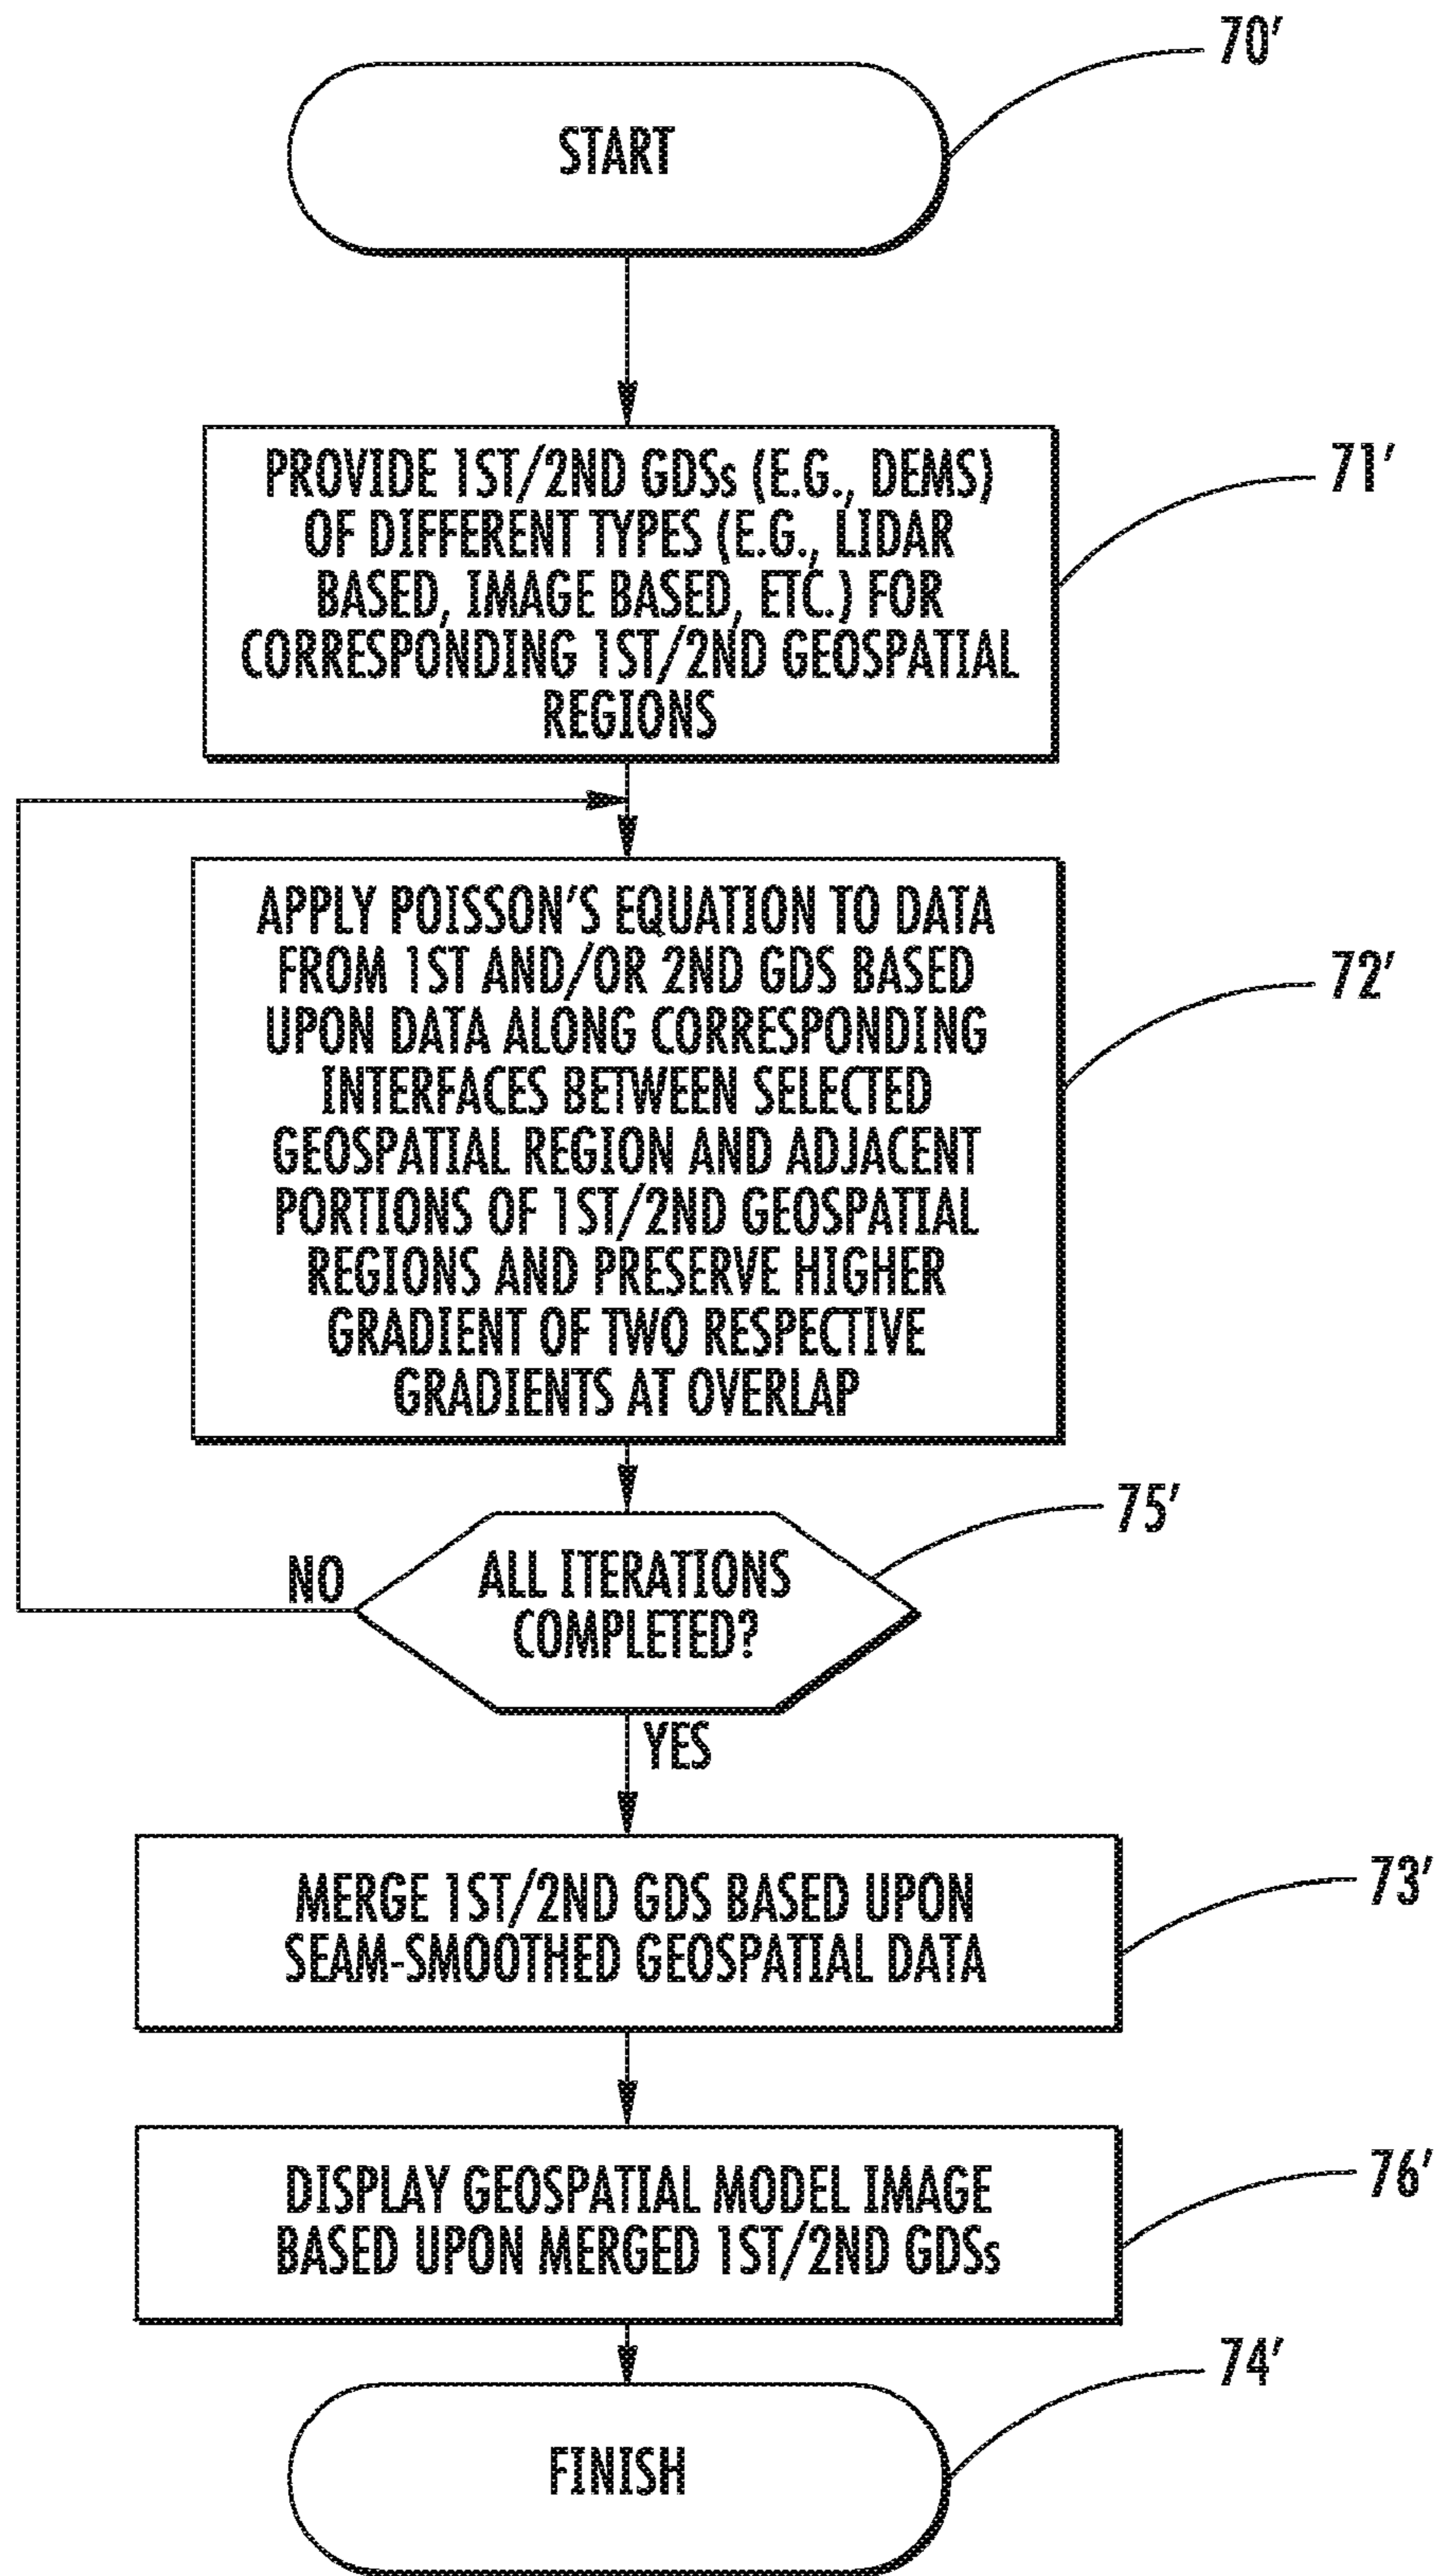 70'
START
71'
PROVIDE 1ST/2ND GDSs (E.G., DEMS)
OF DIFFERENT TYPES (E.G., LIDAR
BASED, IMAGE BASED, ETC.) FOR
CORRESPONDING 1ST/2ND GEOSPATIAL
REGIONS
72'
APPLY POISSON'S EQUATION TO DATA
FROM 1ST AND/OR 2ND GDS BASED
UPON DATA ALONG CORRESPONDING
INTERFACES BETWEEN SELECTED
GEOSPATIAL REGION AND ADJACENT
PORTIONS OF 1ST/2ND GEOSPATIAL
REGIONS AND PRESERVE HIGHER
GRADIENT OF TWO RESPECTIVE
GRADIENTS AT OVERLAP
75'
NO
ALL ITERATIONS
COMPLETED?
YES
73'
MERGE 1ST/2ND GDS BASED UPON
SEAM-SMOOTHED GEOSPATIAL DATA
76'
DISPLAY GEOSPATIAL MODEL IMAGE
BASED UPON MERGED 1ST/2ND GDSs
74'
FINISH